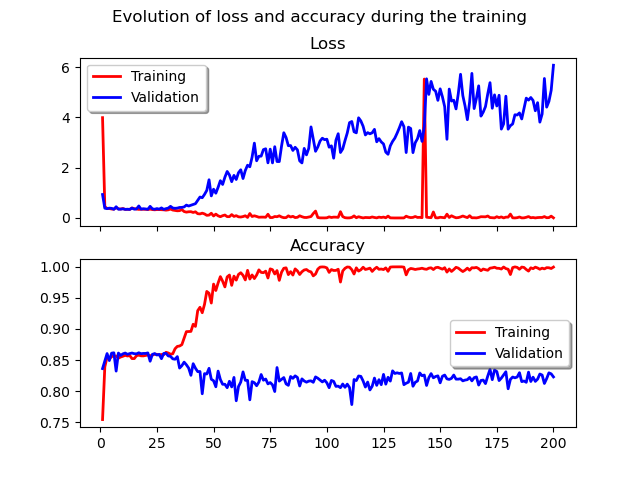 Evolution of loss and accuracy during the training
Loss
6
4
2
0
Training
Validation
Accuracy
1.00
0.95
0.90
0.85
0.80
0.75
Training
Validation
0
25
50
75
100
125
150
175
200